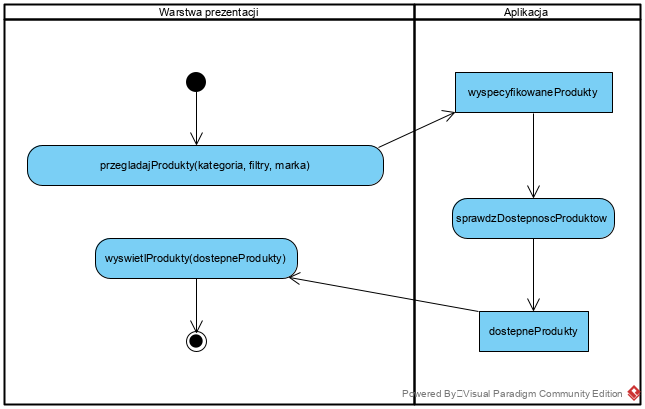 Warstwa prezentacji
Aplikacja
wyspecyfikowaneProdukty
przegladajProdukty(kategoria, filtry, marka)
sprawdzDostepnoscProduktow
wyswietlProdukty(dostepneProdukty)
dostepneProdukty
Powered By Visual Paradigm Community Edition